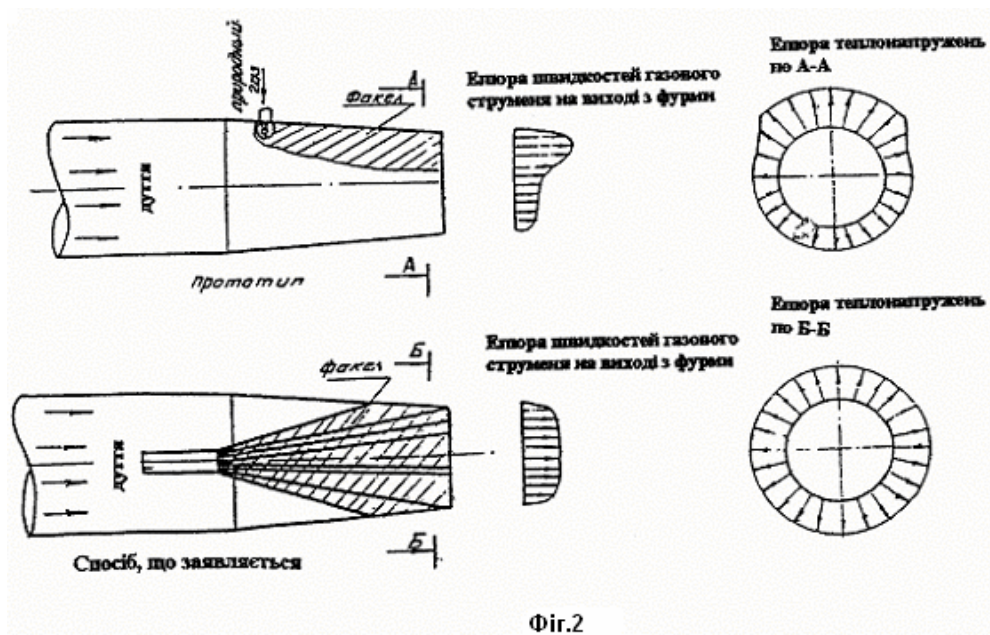 природный
газ
Факел
А
дуття
А
Прототип
Епюра швидкостей газового
струменя на виході з фурми
Епюра теплонапружень
по А-А
Б
факел
дуття
Б
Спосіб, що заявляється
Епюра швидкостей газового
струменя на виході з фурми
Епюра теплонапружень
по Б-Б
Фіг.2